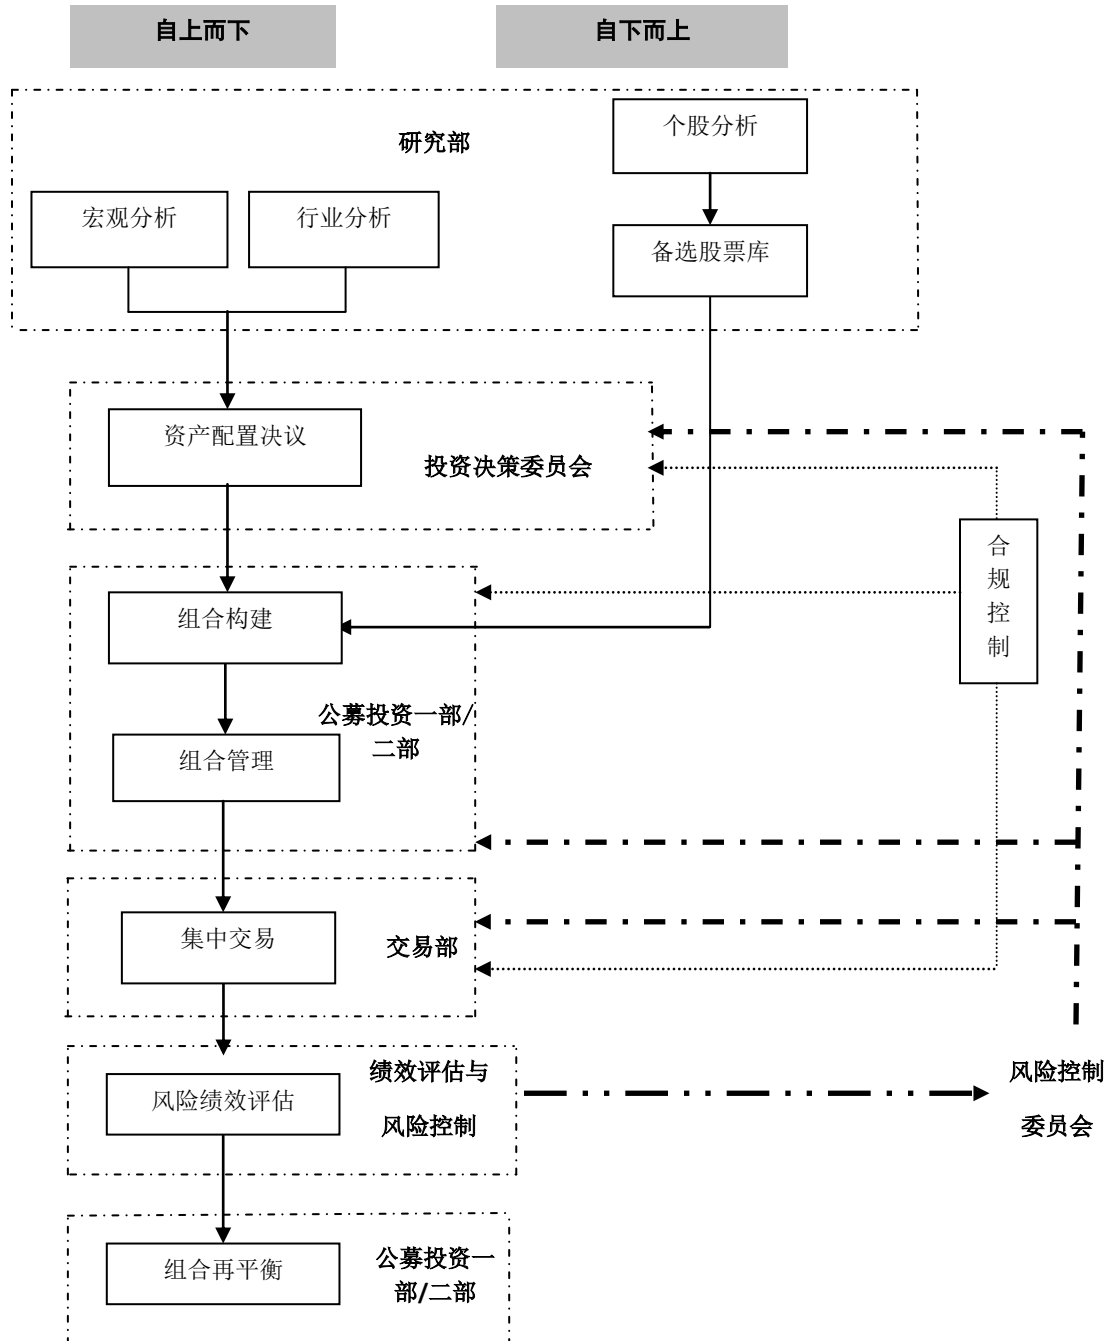 自上而下
自下而上
研究部
个股分析
宏观分析
行业分析
备选股票库
资产配置决议
投资决策委员会
合
规
控
制
组合构建
公募投资一部/
二部
组合管理
集中交易
交易部
绩效评估与
风险控制
风险绩效评估
风险控制
委员会
公募投资一
部/二部
组合再平衡